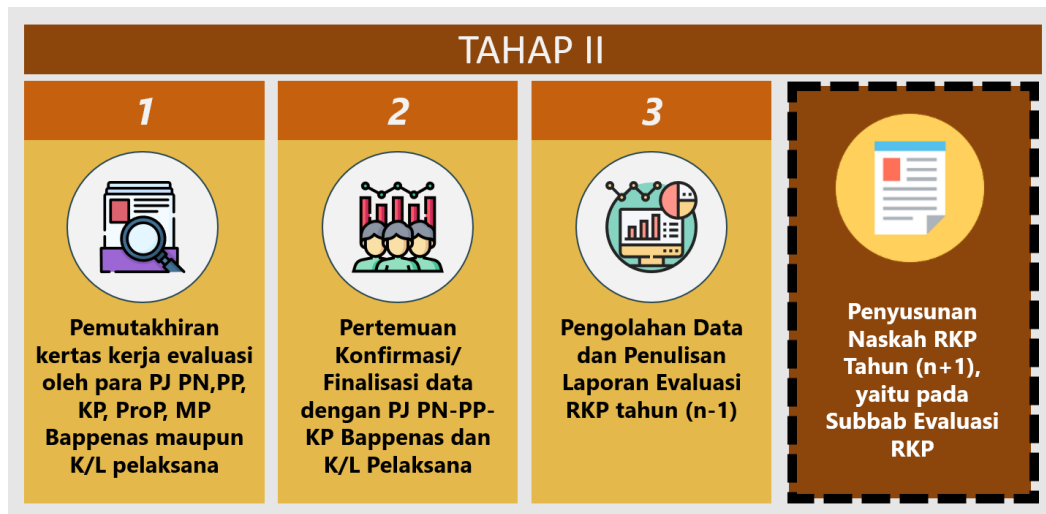 TAHAP II
1
Pemutakhiran
kertas kerja evaluasi
oleh para PJ PN,PP,
KP, ProP, MP
Bappenas maupun
K/L pelaksana
2
Pertemuan
Konfirmasi/
Finalisasi data
dengan PJ PN-PP-
KP Bappenas dan
K/L Pelaksana
3
Pengolahan Data
dan Penulisan
Laporan Evaluasi
RKP tahun (n-1)
Penyusunan
Naskah RKP
Tahun (n+1),
yaitu pada
Subbab Evaluasi
RKP